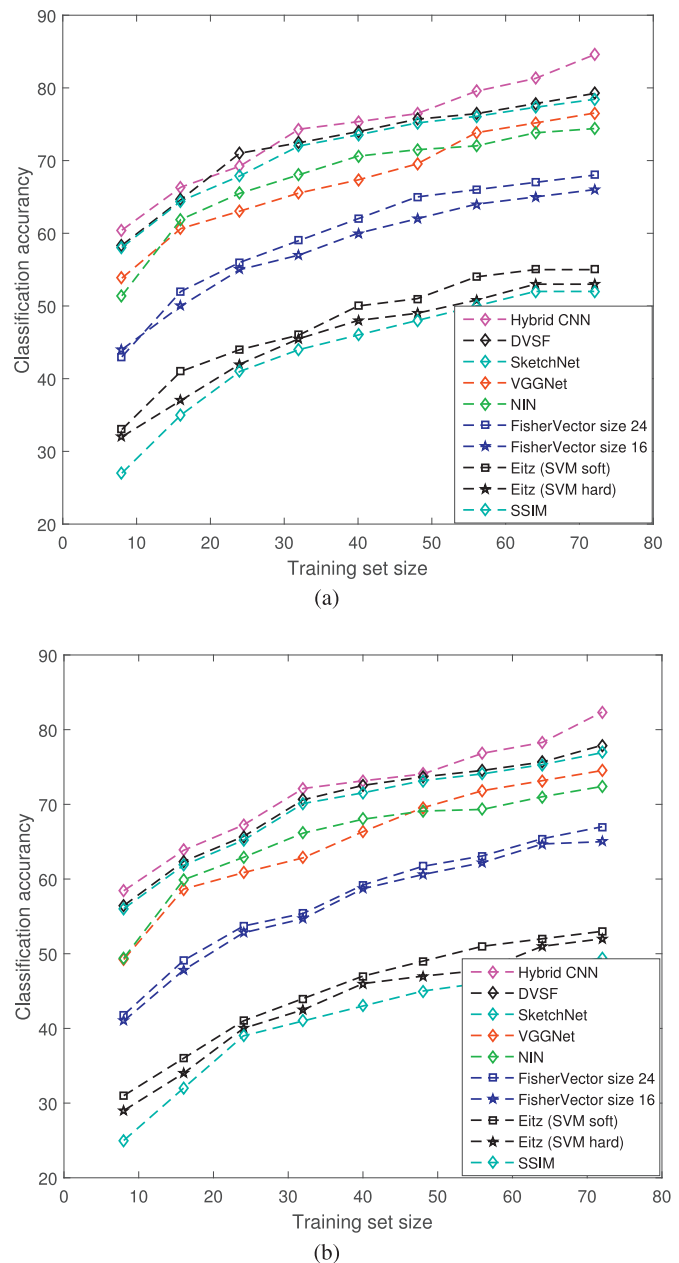 90
80
70
60
50
40
30
20
Classification accurancy
0 10 20 30 40 50 60 70 80
Training set size
Hybrid CNN
DVSF
SketchNet
VGGNet
NIN
FisherVector size 24
FisherVector size 16
Eitz (SVM soft)
Eitz (SVM hard)
SSIM
(a)
90
80
70
60
50
40
30
20
Classification accurancy
0 10 20 30 40 50 60 70 80
Training set size
Hybrid CNN
DVSF
SketchNet
VGGNet
NIN
FisherVector size 24
FisherVector size 16
Eitz (SVM soft)
Eitz (SVM hard)
SSIM
(b)